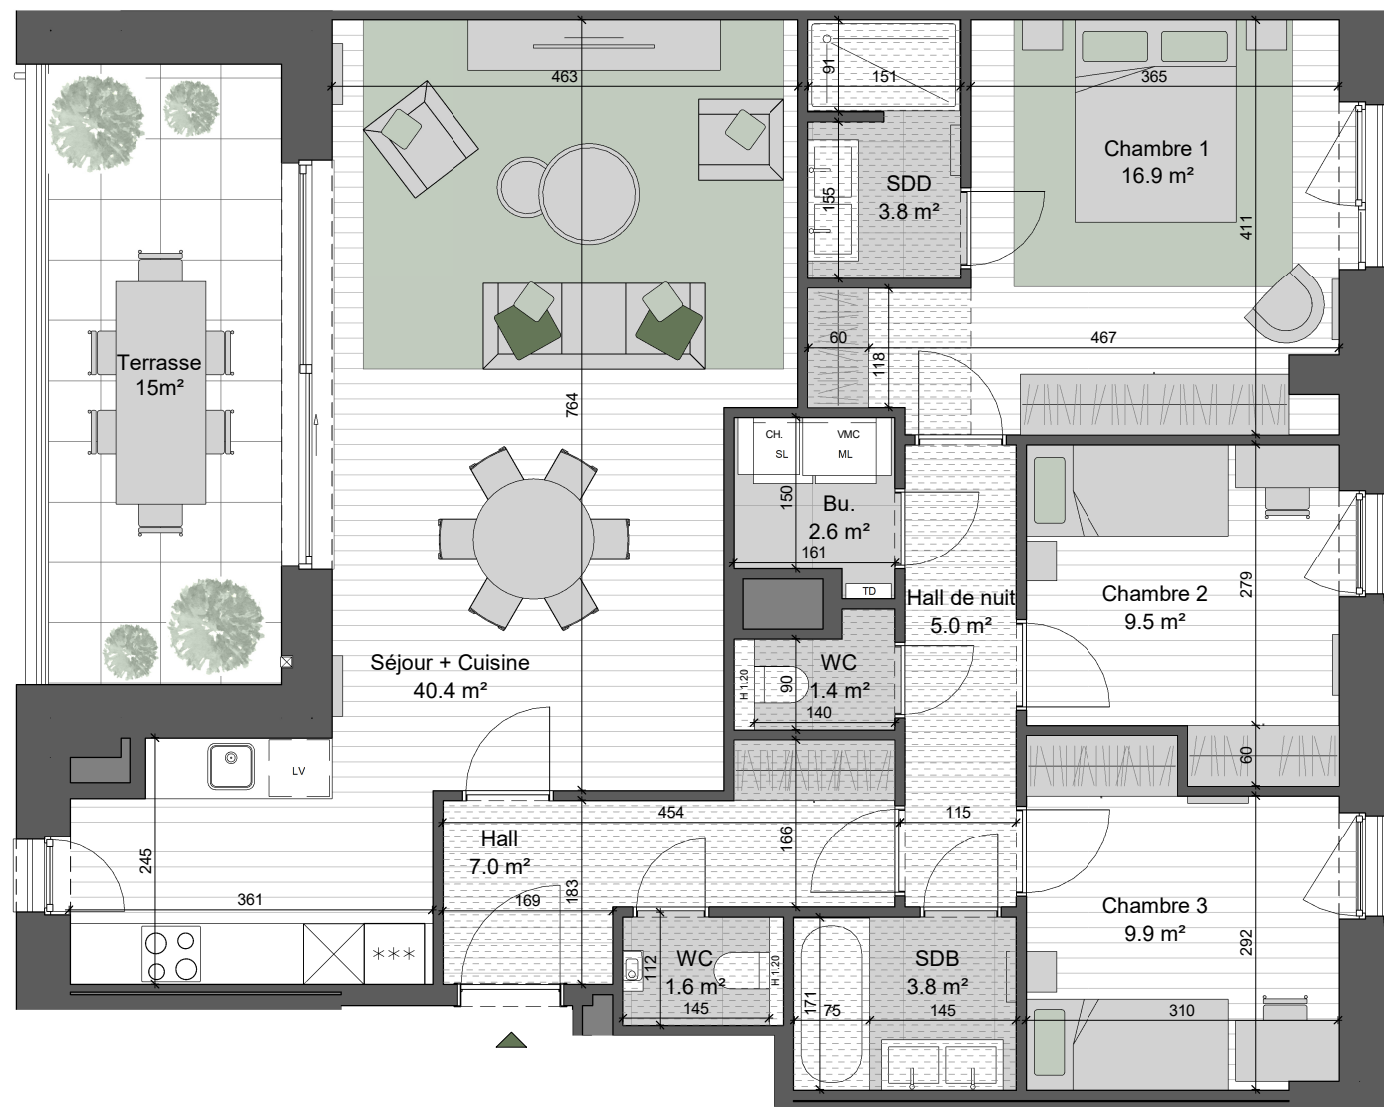 463
91
151
365
Chambre 1
16.9 m²
SDD
3.8 m²
155
411
Terrasse
15m²
60
118
467
764
CH.
SL
VMC
ML
150
Bu.
2.6 m²
161
TD
Hall de nuit
5.0 m²
Chambre 2
9.5 m²
279
Séjour + Cuisine
40.4 m²
H 1.20
90
WC
1.4 m²
140
LV
60
454
115
166
Hall
7.0 m²
245
361
169
183
Chambre 3
9.9 m²
292
WC
1.6 m²
112
145
H 1.20
171
75
SDB
3.8 m²
145
310
***